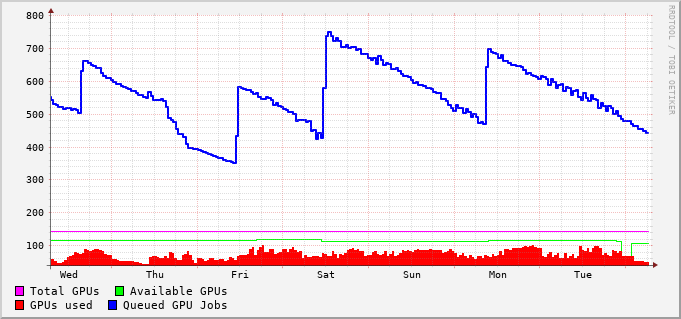 800
700
600
500
400
300
200
100
Wed Thu Fri Sat Sun Mon Tue
Total GPUs Available GPUs
GPUs used Queued GPU Jobs
RRDTOOL / TOBI OETIKER